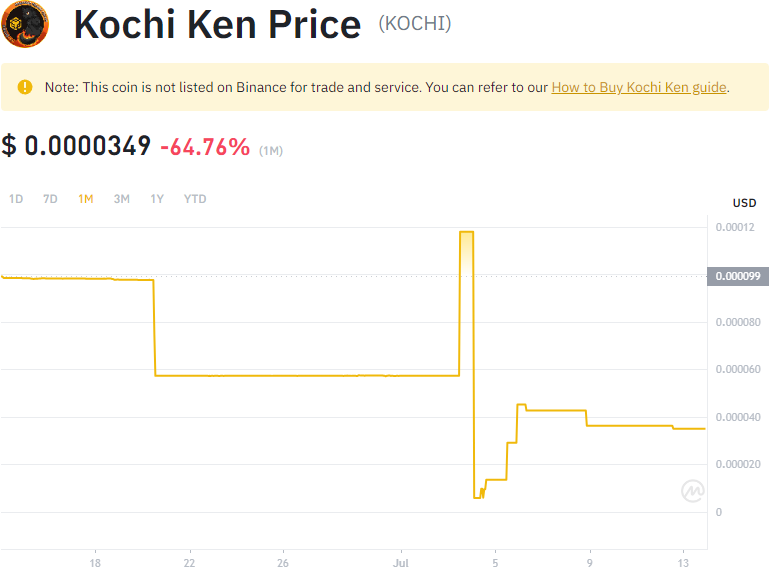 Kochi Ken Price (KOCHI)
Note: This coin is not listed on Binance for trade and service. You can refer to our How to Buy Kochi Ken guide.
$ 0.0000349 -64.76% (1M)
1D 7D 1M 3M 1Y YTD
USD
0.00012
0.000099
0.000080
0.000060
0.000040
0.000020
0
18 22 26 Jul 5 9 13